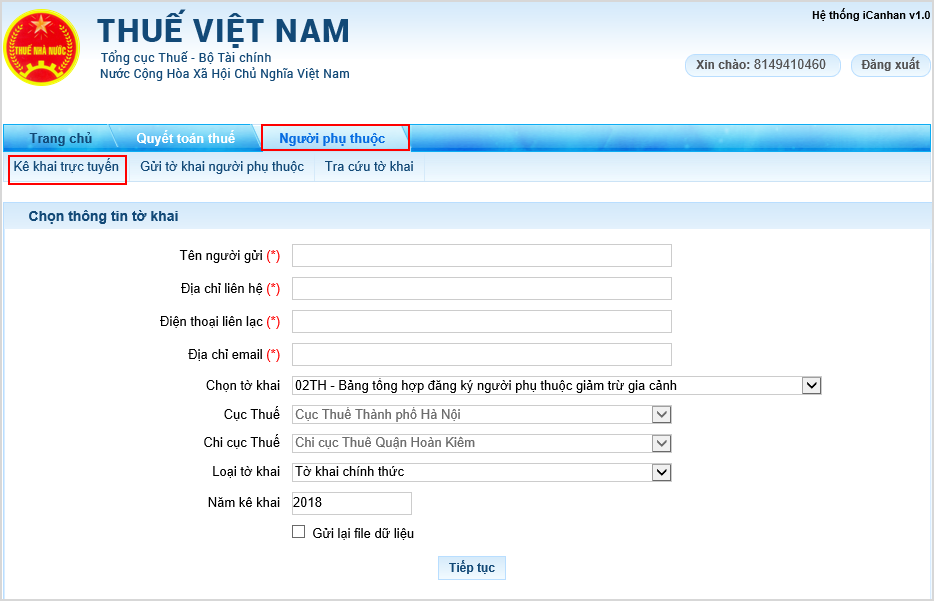 Hệ thống iCanhan v1.0
THUẾ VIỆT NAM
Tổng cục Thuế - Bộ Tài chính
Nước Cộng Hòa Xã Hội Chủ Nghĩa Việt Nam
THUẾ NHÀ NƯỚC
Xin chào: 8149410460 Đăng xuất
Trang chủ Quyết toán thuế Người phụ thuộc
Kê khai trực tuyến Gửi tờ khai người phụ thuộc Tra cứu tờ khai
Chọn thông tin tờ khai
Tên người gửi (*)
Địa chỉ liên hệ (*)
Điện thoại liên lạc (*)
Địa chỉ email (*)
Chọn tờ khai 02TH - Bảng tổng hợp đăng ký người phụ thuộc giảm trừ gia cảnh
Cục Thuế Cục Thuế Thành phố Hà Nội
Chi cục Thuế Chi cục Thuế Quận Hoàn Kiếm
Loại tờ khai Tờ khai chính thức
Năm kê khai 2018
Gửi lại file dữ liệu
Tiếp tục